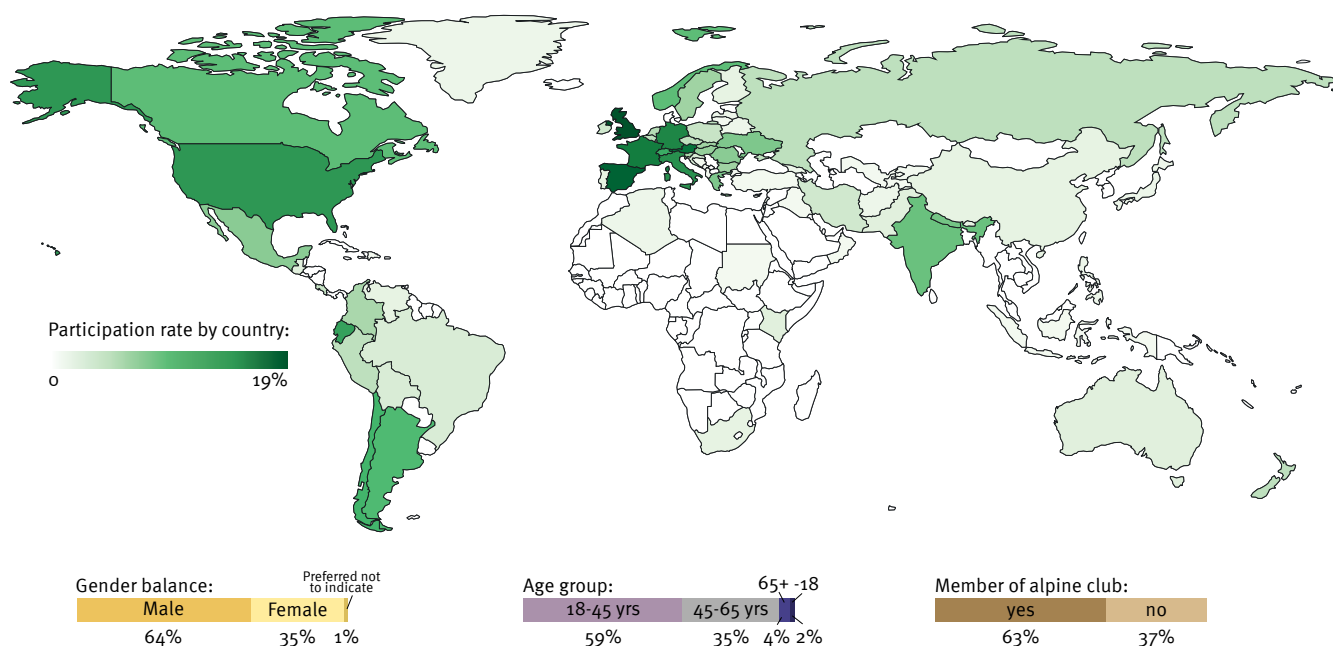 Participation rate by country:
0 19%
Gender balance:
Preferred not
to indicate
Male Female
64% 35% 1%
Age group:
65+ -18
18-45 yrs 45-65 yrs
59% 35% 4% 2%
Member of alpine club:
yes no
63% 37%